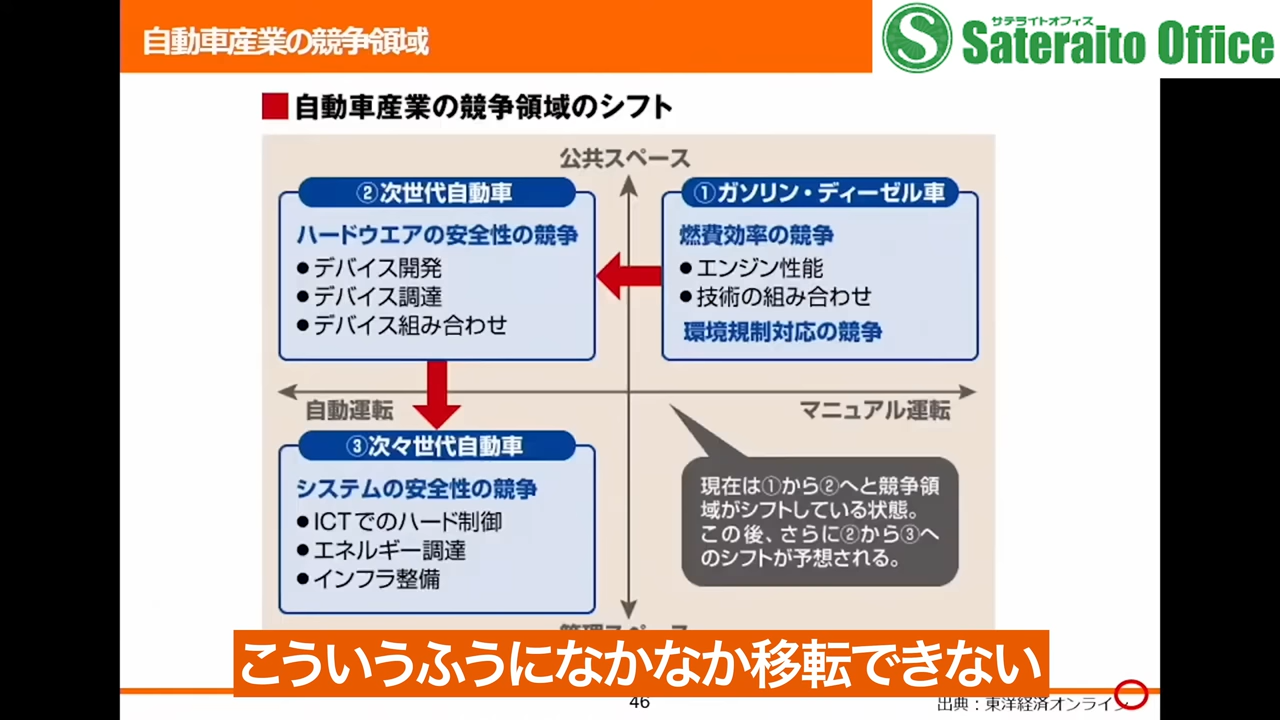 自動車産業の競争領域
サテライトオフィス
Sateraito Office
■自動車産業の競争領域のシフト
公共スペース
②次世代自動車
ハードウエアの安全性の競争
●デバイス開発
●デバイス調達
●デバイス組み合わせ
①ガソリン・ディーゼル車
燃費効率の競争
●エンジン性能
●技術の組み合わせ
環境規制対応の競争
自動運転
マニュアル運転
③次々世代自動車
システムの安全性の競争
●ICTでのハード制御
●エネルギー調達
●インフラ整備
現在は①から②へと競争領
域がシフトしている状態。
この後、さらに②から③へ
のシフトが予想される。
管理スペース
こういうふうになかなか移転できない
46
出典：東洋経済オンライン